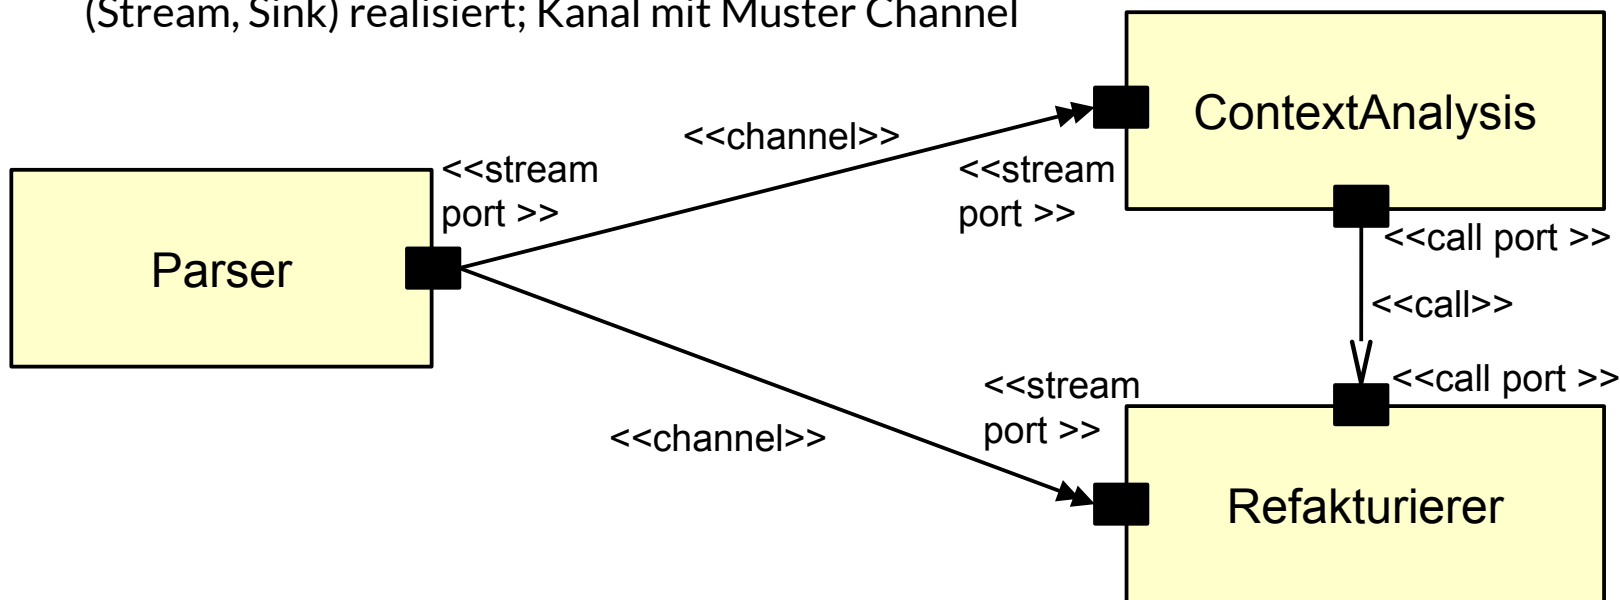 (Stream, Sink) realisiert; Kanal mit Muster Channel
ContextAnalysis
<<channel>>
<<stream
port >>
<<stream
port >>
<<call port >>
Parser
<<call>>
<<call port >>
<<stream
port >>
<<channel>>
Refakturierer